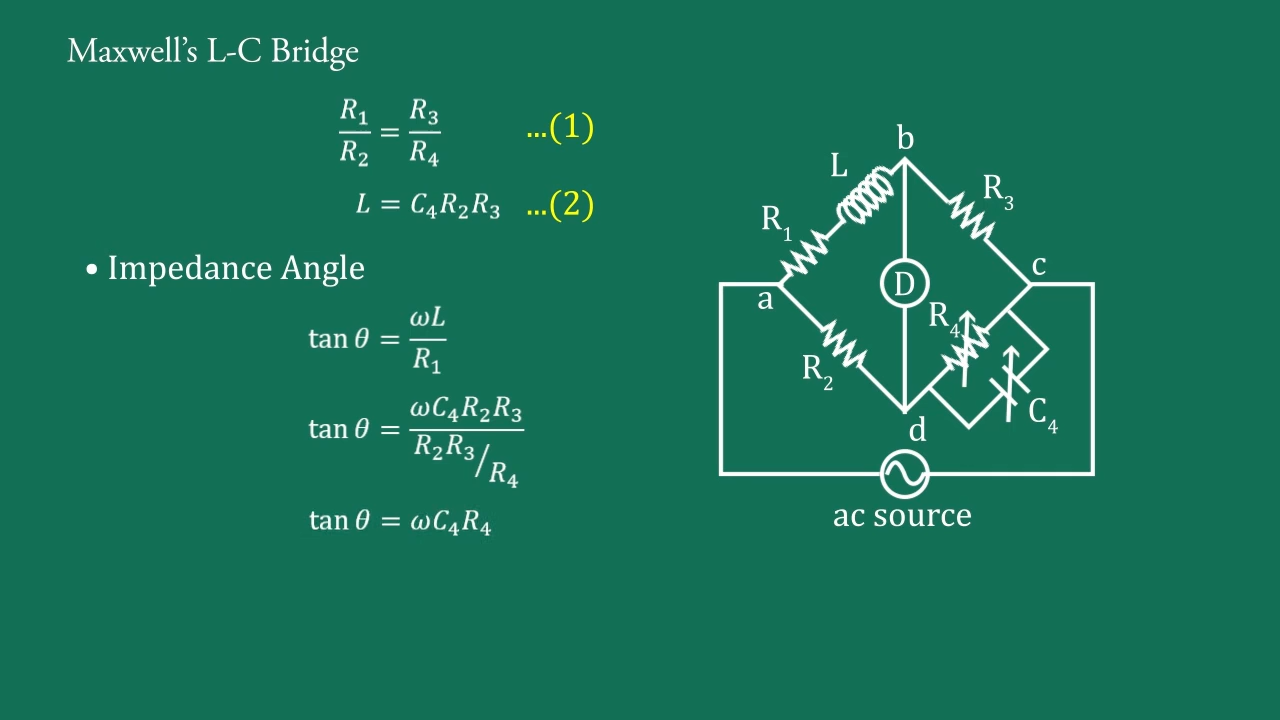 Maxwell's L-C Bridge
R₁/R₂ = R₃/R₄ ...(1)
L = C₄R₂R₃ ...(2)
• Impedance Angle
tan θ = ωL/R₁
tan θ = ωC₄R₂R₃/(R₂R₃/R₄)
tan θ = ωC₄R₄
b
L
R₃
R₁
c
a
D
R₄
R₂
C₄
d
ac source